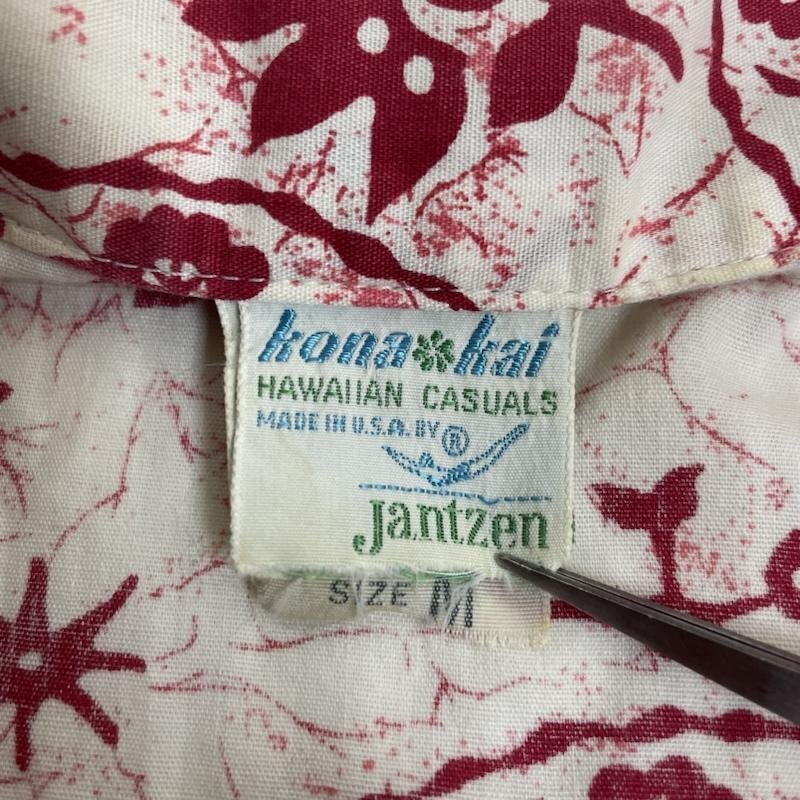 kona kai
HAWAIIAN CASUALS
MADE IN U.S.A. BY ®
Jantzen
SIZE M